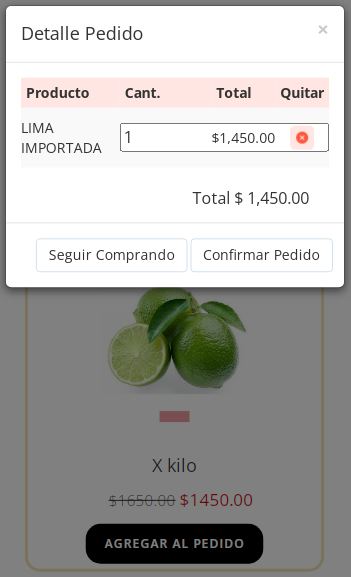 Detalle Pedido ×
Producto Cant. Total Quitar
LIMA
IMPORTADA
1 $1,450.00
Total $ 1,450.00
Seguir Comprando Confirmar Pedido
X kilo
$1650.00 $1450.00
AGREGAR AL PEDIDO